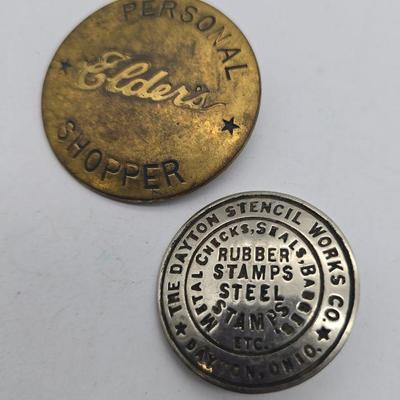 PERSONAL
Elder's
SHOPPER
THE DAYTON STENCIL WORKS CO.
DAYTON, OHIO.
METAL CHECKS, SEALS, BADGES
RUBBER
STAMPS
STEEL
STAMPS
ETC.